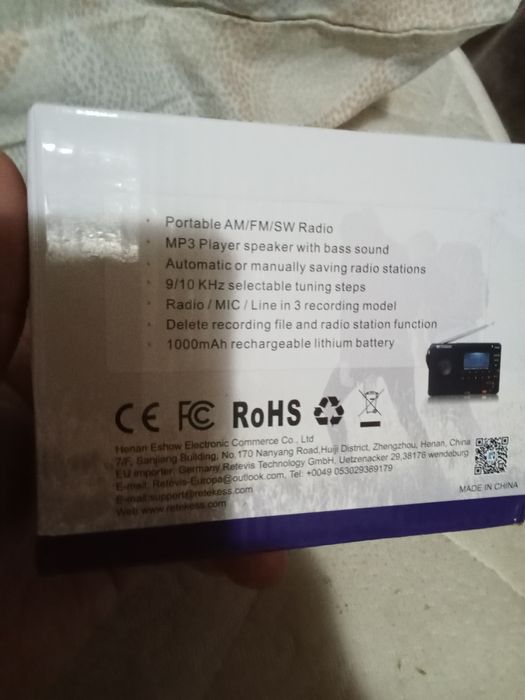 Portable AM/FM/SW Radio
MP3 Player speaker with bass sound
Automatic or manually saving radio stations
9/10 KHz selectable tuning steps
Radio / MIC / Line in 3 recording model
Delete recording file and radio station function
1000mAh rechargeable lithium battery
CE FC RoHS
Henan Eshow Electronic Commerce Co., Ltd
7/F, Sanjiang Building, No.170 Nanyang Road,Huiji District, Zhengzhou, Henan, China
EU importer: Germany Retevis Technology GmbH, Uetzenacker 29,38176 wendeburg
E-mail: Retevis-Europa@outlook.com, Tel: +0049 053029369179
E-mail:support@retekess.com
Web:www.retekess.com
MADE IN CHINA